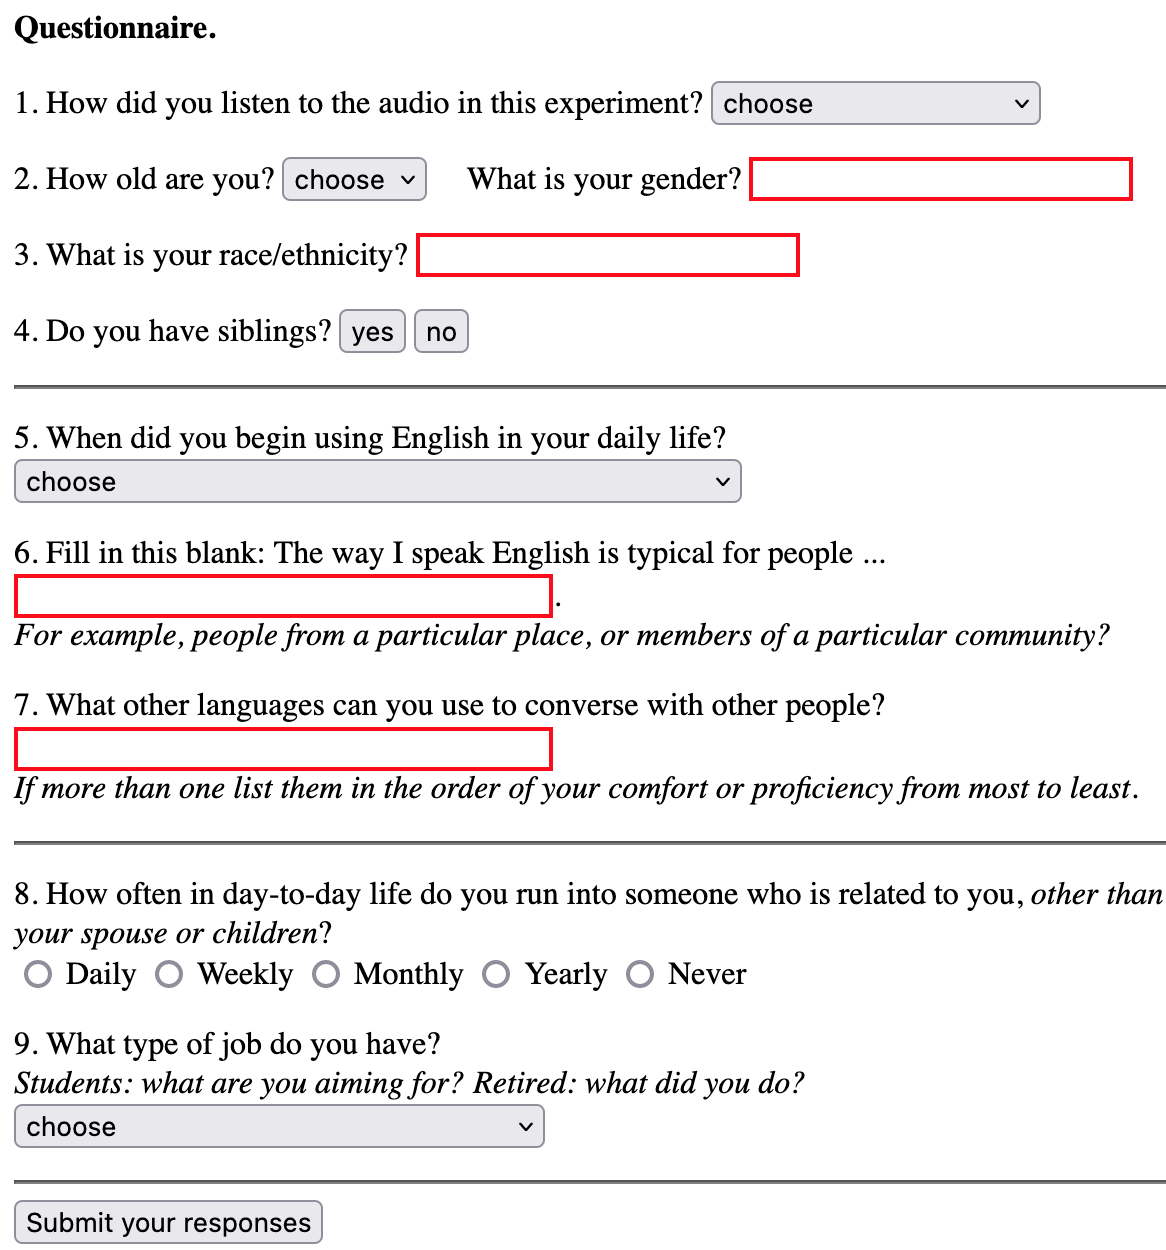 Questionnaire.
1. How did you listen to the audio in this experiment? choose
2. How old are you? choose What is your gender?
3. What is your race/ethnicity?
4. Do you have siblings? yes no
5. When did you begin using English in your daily life?
choose
6. Fill in this blank: The way I speak English is typical for people ...
.
For example, people from a particular place, or members of a particular community?
7. What other languages can you use to converse with other people?
If more than one list them in the order of your comfort or proficiency from most to least.
8. How often in day-to-day life do you run into someone who is related to you, other than
your spouse or children?
Daily Weekly Monthly Yearly Never
9. What type of job do you have?
Students: what are you aiming for? Retired: what did you do?
choose
Submit your responses